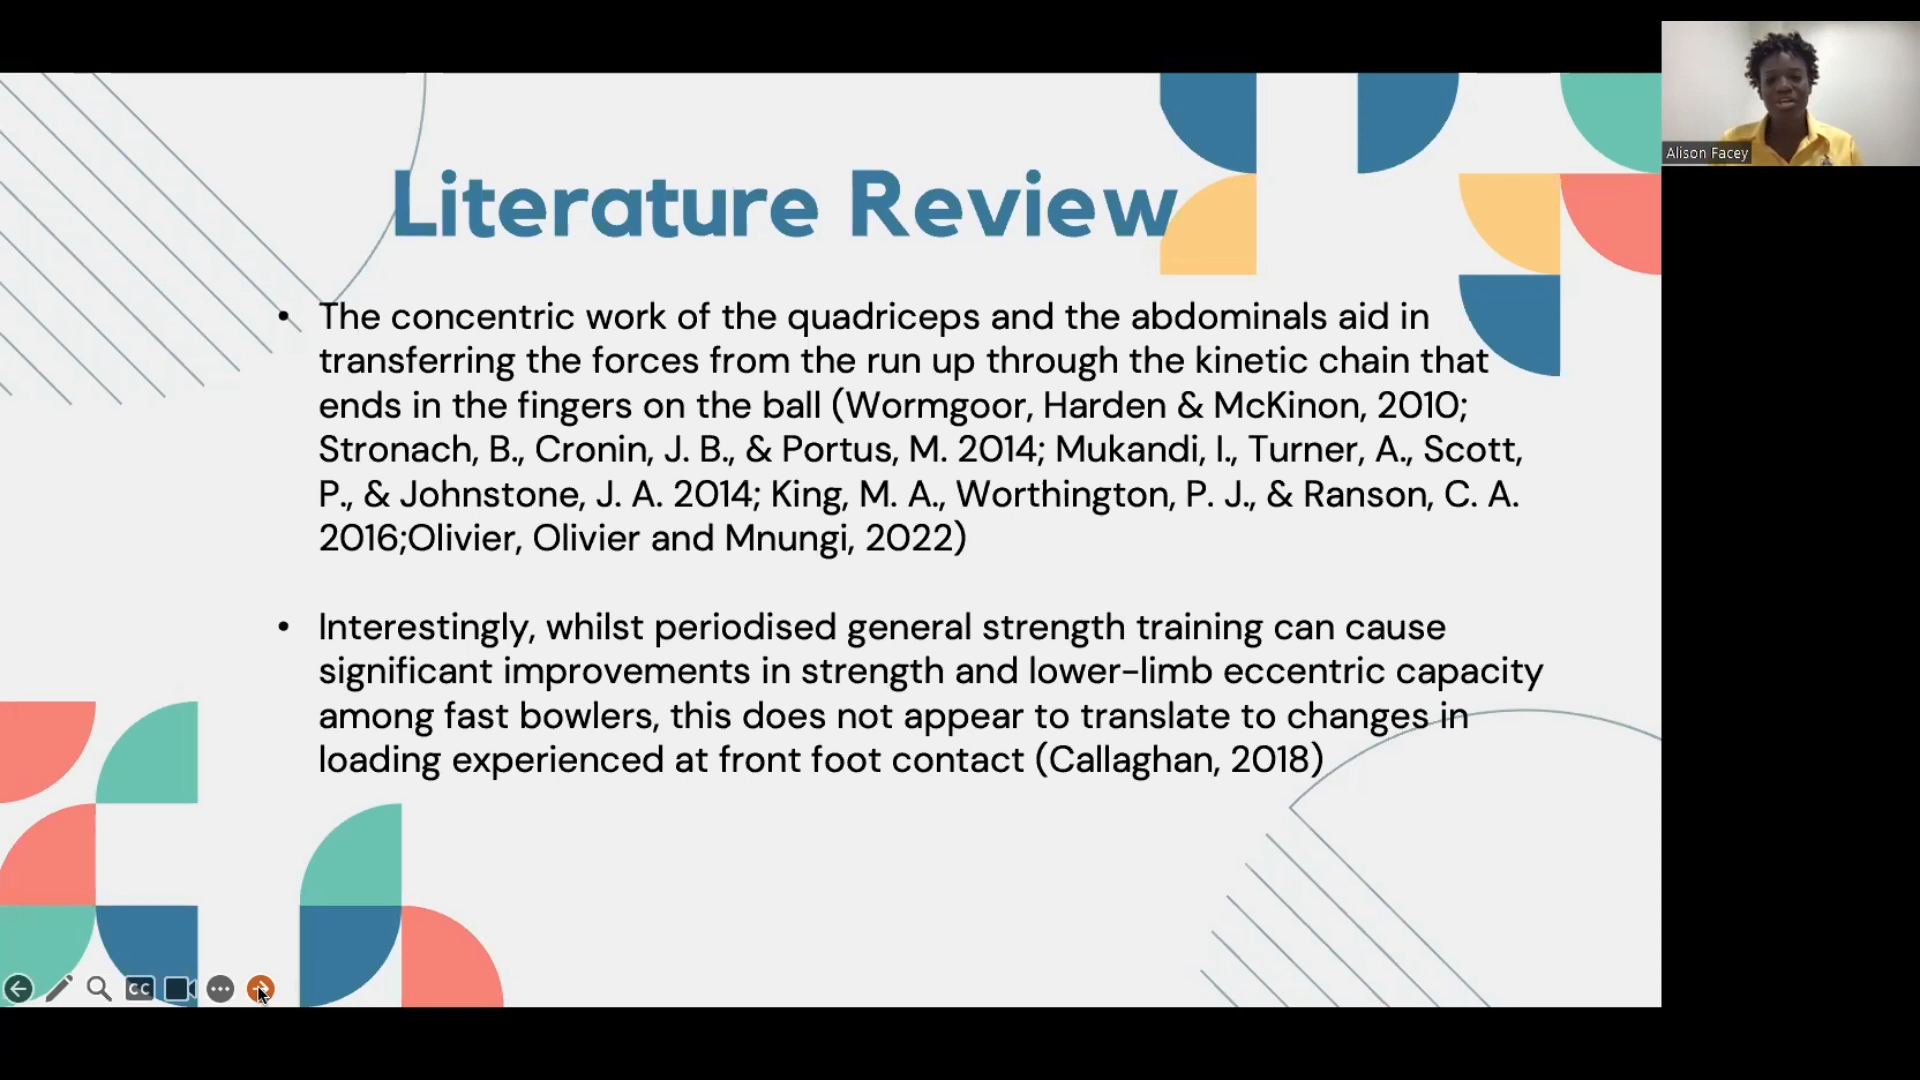 Literature Review
• The concentric work of the quadriceps and the abdominals aid in
transferring the forces from the run up through the kinetic chain that
ends in the fingers on the ball (Wormgoor, Harden & McKinon, 2010;
Stronach, B., Cronin, J. B., & Portus, M. 2014; Mukandi, I., Turner, A., Scott,
P., & Johnstone, J. A. 2014; King, M. A., Worthington, P. J., & Ranson, C. A.
2016;Olivier, Olivier and Mnungi, 2022)
• Interestingly, whilst periodised general strength training can cause
significant improvements in strength and lower-limb eccentric capacity
among fast bowlers, this does not appear to translate to changes in
loading experienced at front foot contact (Callaghan, 2018)
Alison Facey
CC